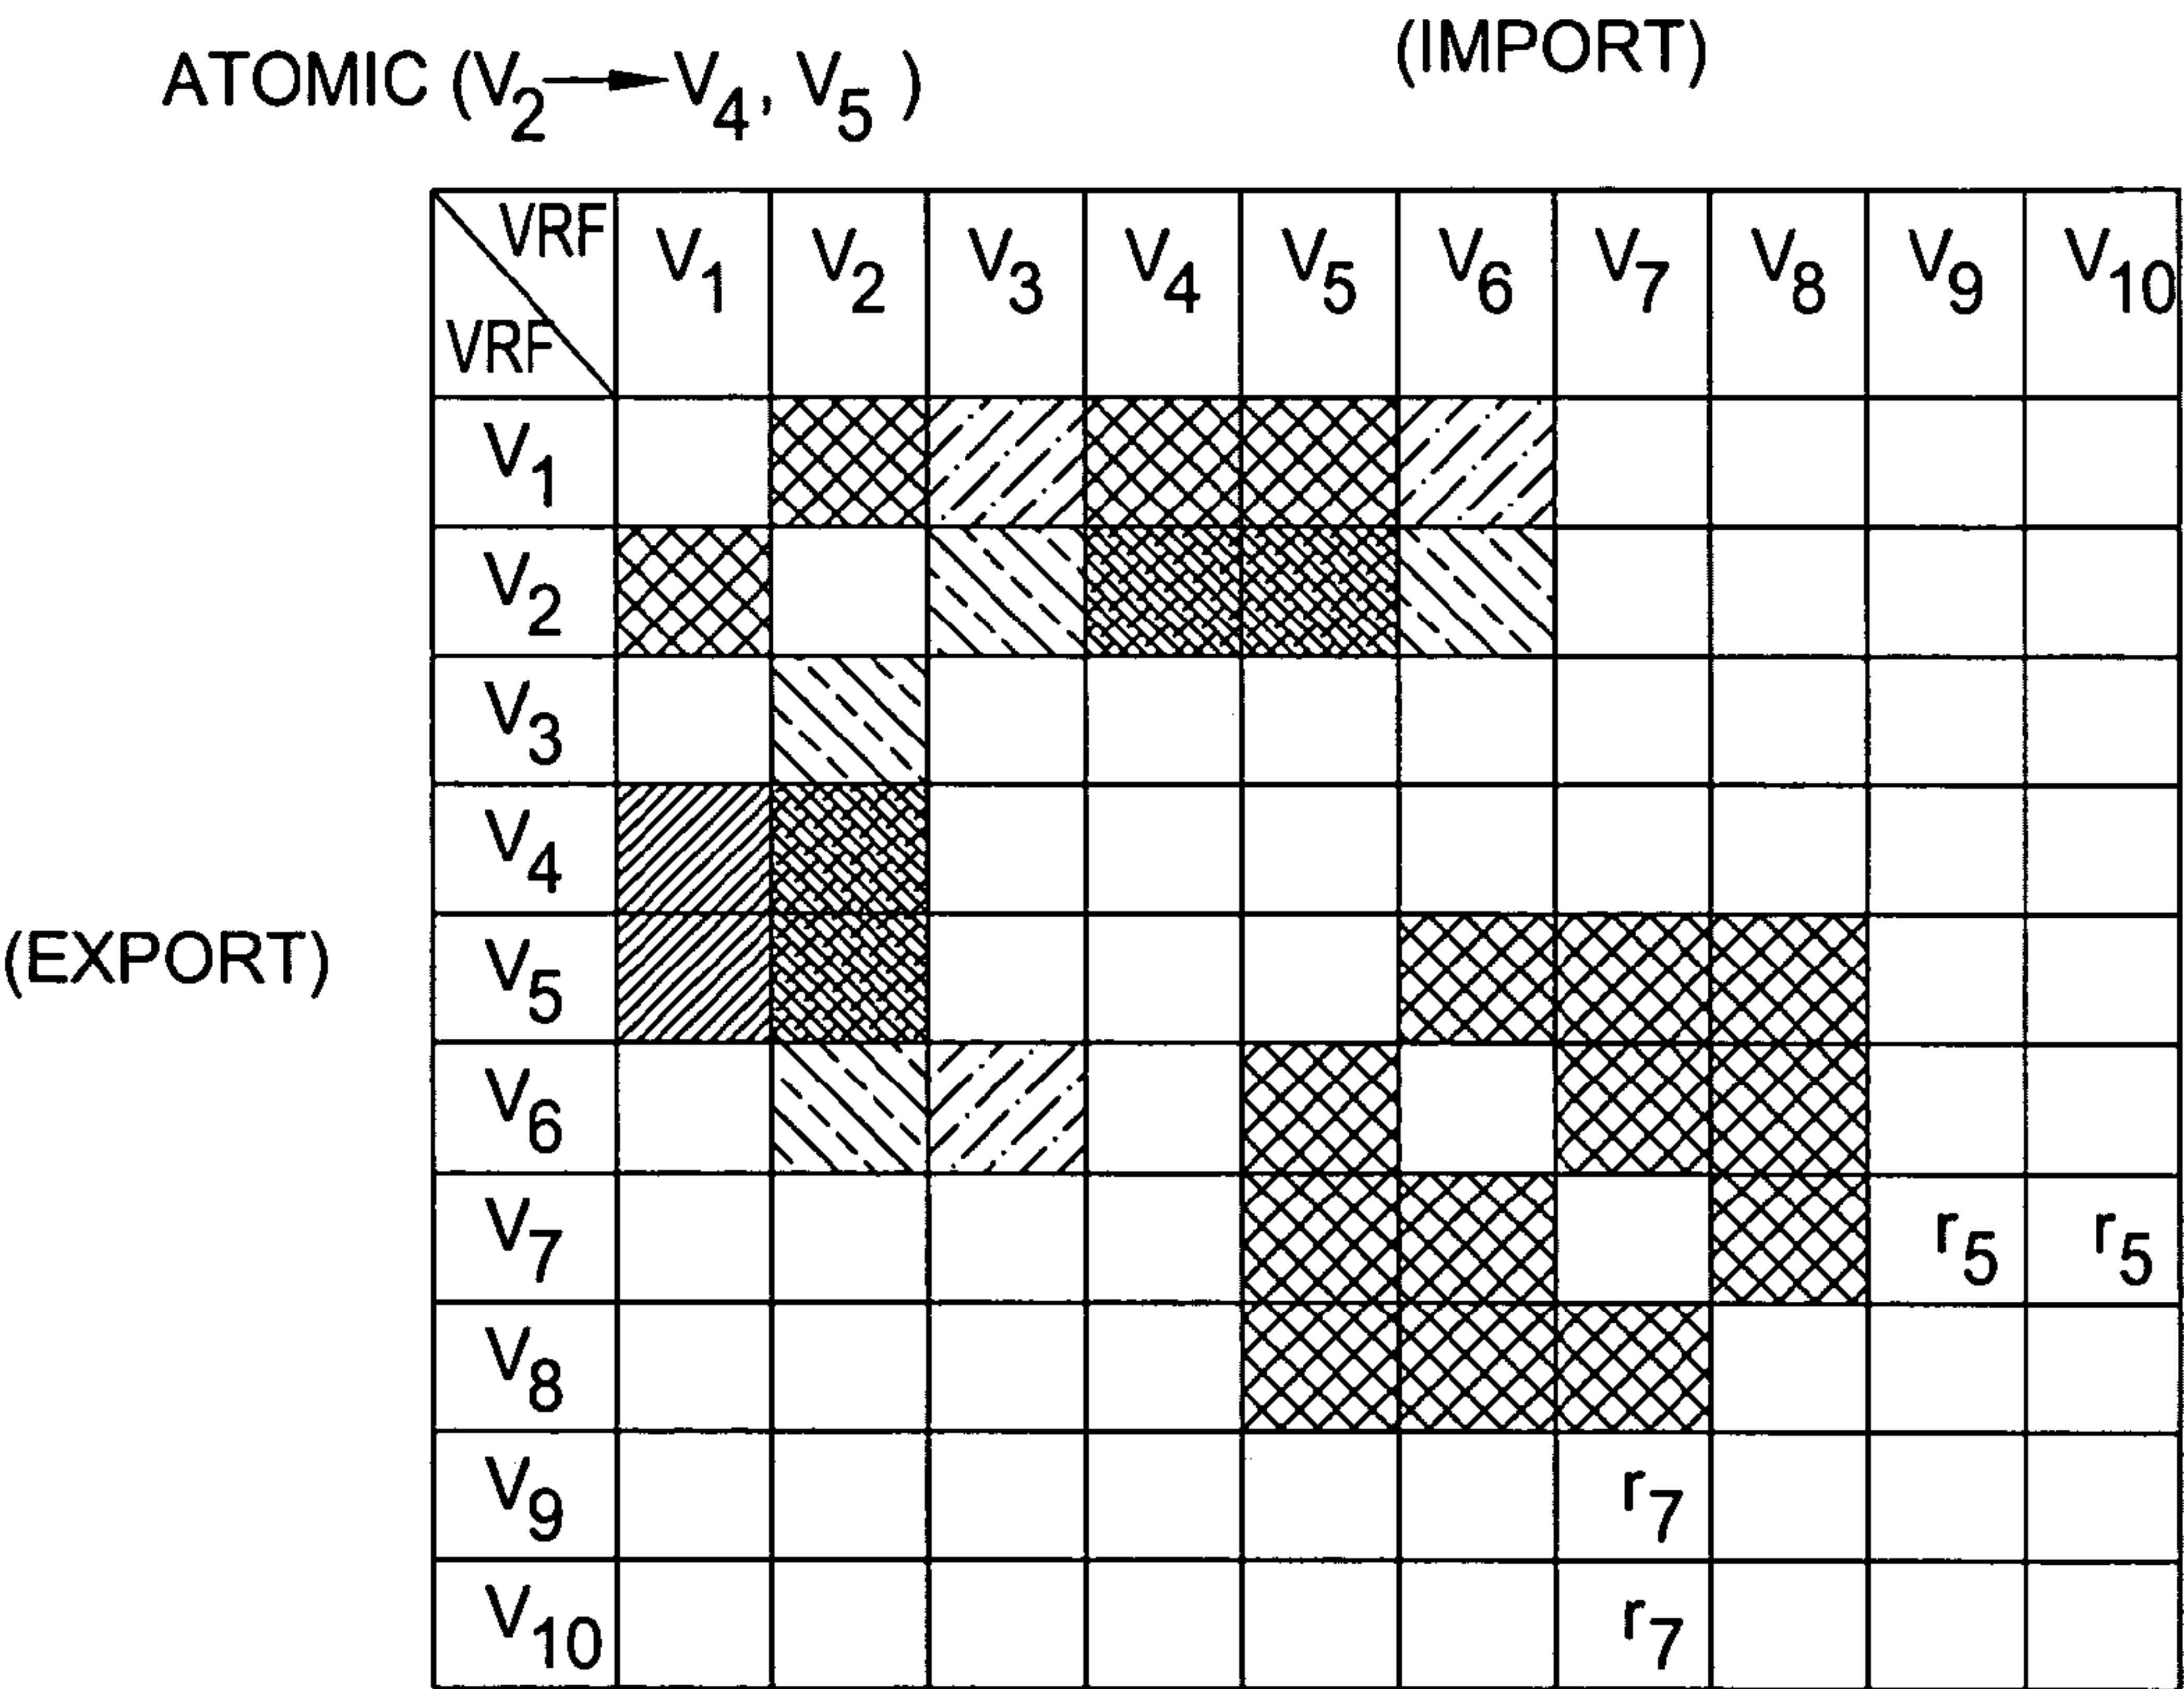 (IMPORT)
ATOMIC (V₂→V₄, V₅)
VRF V₁ V₂ V₃ V₄ V₅ V₆ V₇ V₈ V₉ V₁₀
VRF
V₁
V₂
V₃
V₄
(EXPORT) V₅
V₆
V₇ r₅ r₅
V₈
V₉ r₇
V₁₀ r₇